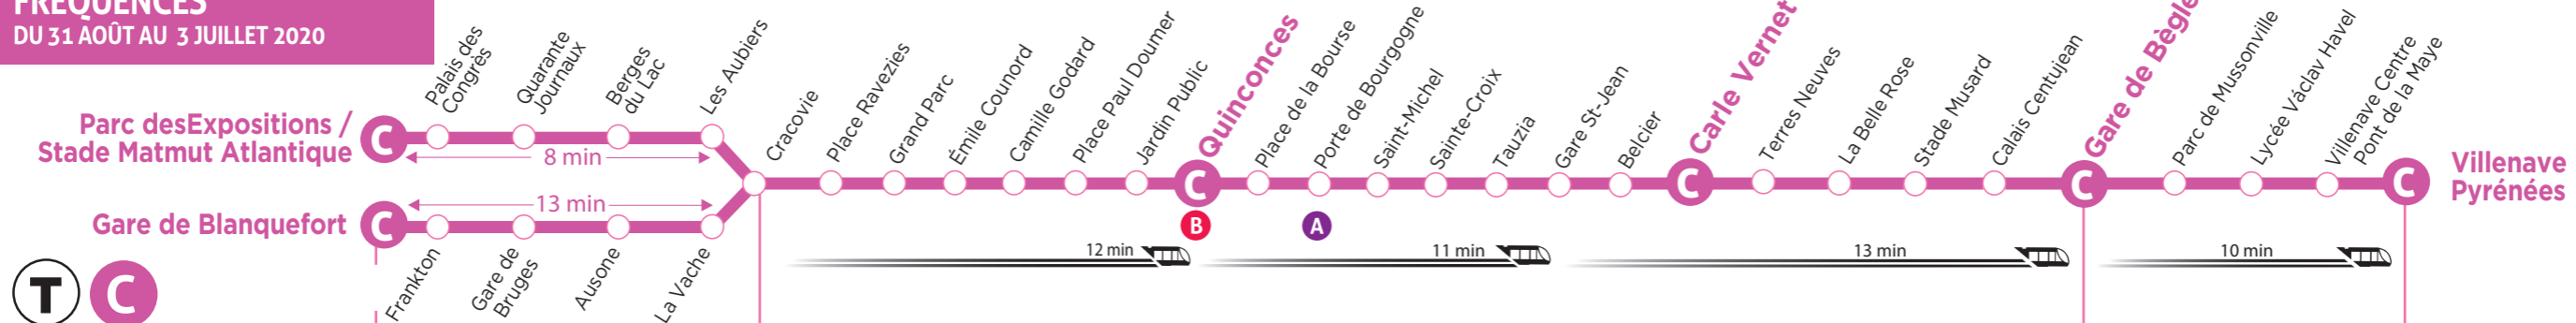 FRÉQUENCES
DU 31 AOÛT AU 3 JUILLET 2020
Palais des
Congrès
Quarante
Journaux
Berges
du Lac
Les Aubiers
Parc desExpositions /
Stade Matmut Atlantique
C
8 min
Gare de Blanquefort
C
13 min
Frankton
Gare de
Bruges
Ausone
La Vache
T
C
Cracovie
Place Ravezies
Grand Parc
Émile Counord
Camille Godard
Place Paul Doumer
Jardin Public
Quinconces
C
B
Place de la Bourse
Porte de Bourgogne
A
Saint-Michel
Sainte-Croix
Tauzia
Gare St-Jean
Belcier
Carle Vernet
C
Terres Neuves
La Belle Rose
Stade Musard
Calais Centujean
Gare de Bègles
C
Parc de Mussonville
Lycée Václav Havel
Villenave Centre
Pont de la Maye
C
Villenave
Pyrénées
12 min
11 min
13 min
10 min